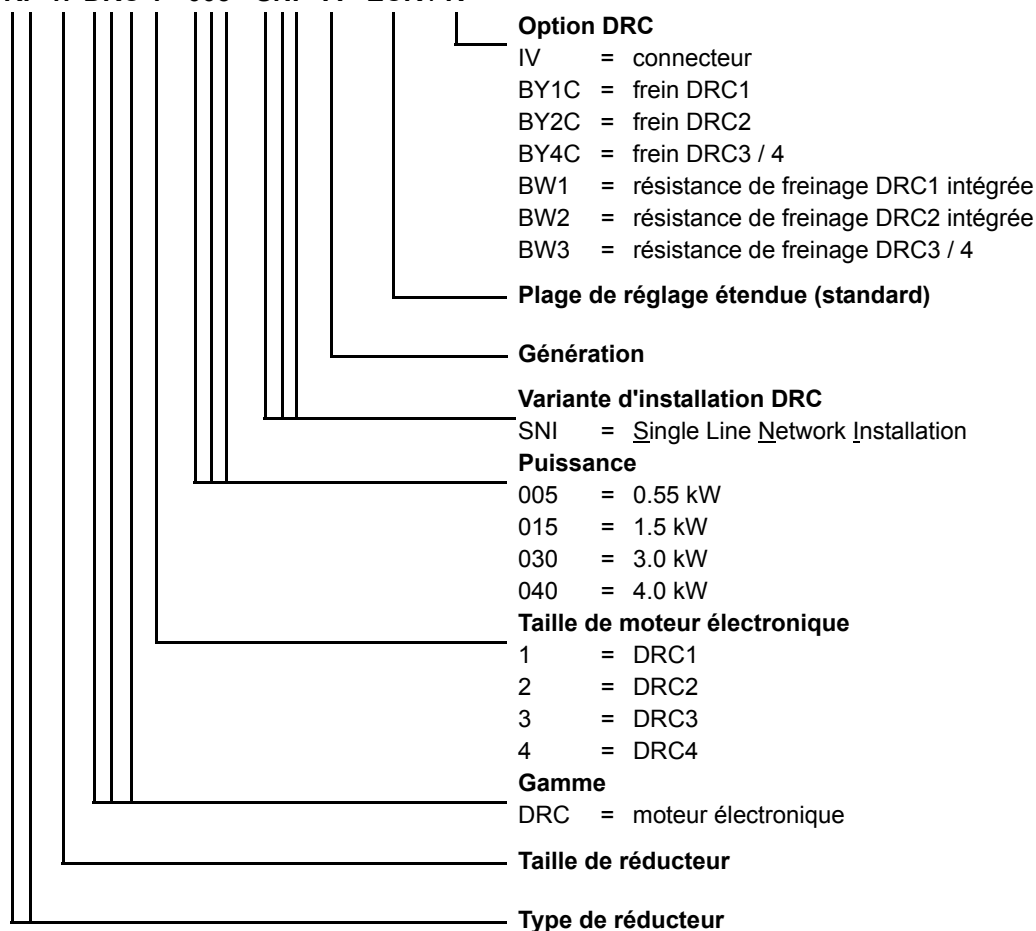 Option DRC
IV = connecteur
BY1C = frein DRC1
BY2C = frein DRC2
BY4C = frein DRC3 / 4
BW1 = résistance de freinage DRC1 intégrée
BW2 = résistance de freinage DRC2 intégrée
BW3 = résistance de freinage DRC3 / 4
Plage de réglage étendue (standard)
Génération
Variante d'installation DRC
SNI = Single Line Network Installation
Puissance
005 = 0.55 kW
015 = 1.5 kW
030 = 3.0 kW
040 = 4.0 kW
Taille de moteur électronique
1 = DRC1
2 = DRC2
3 = DRC3
4 = DRC4
Gamme
DRC = moteur électronique
Taille de réducteur
Type de réducteur